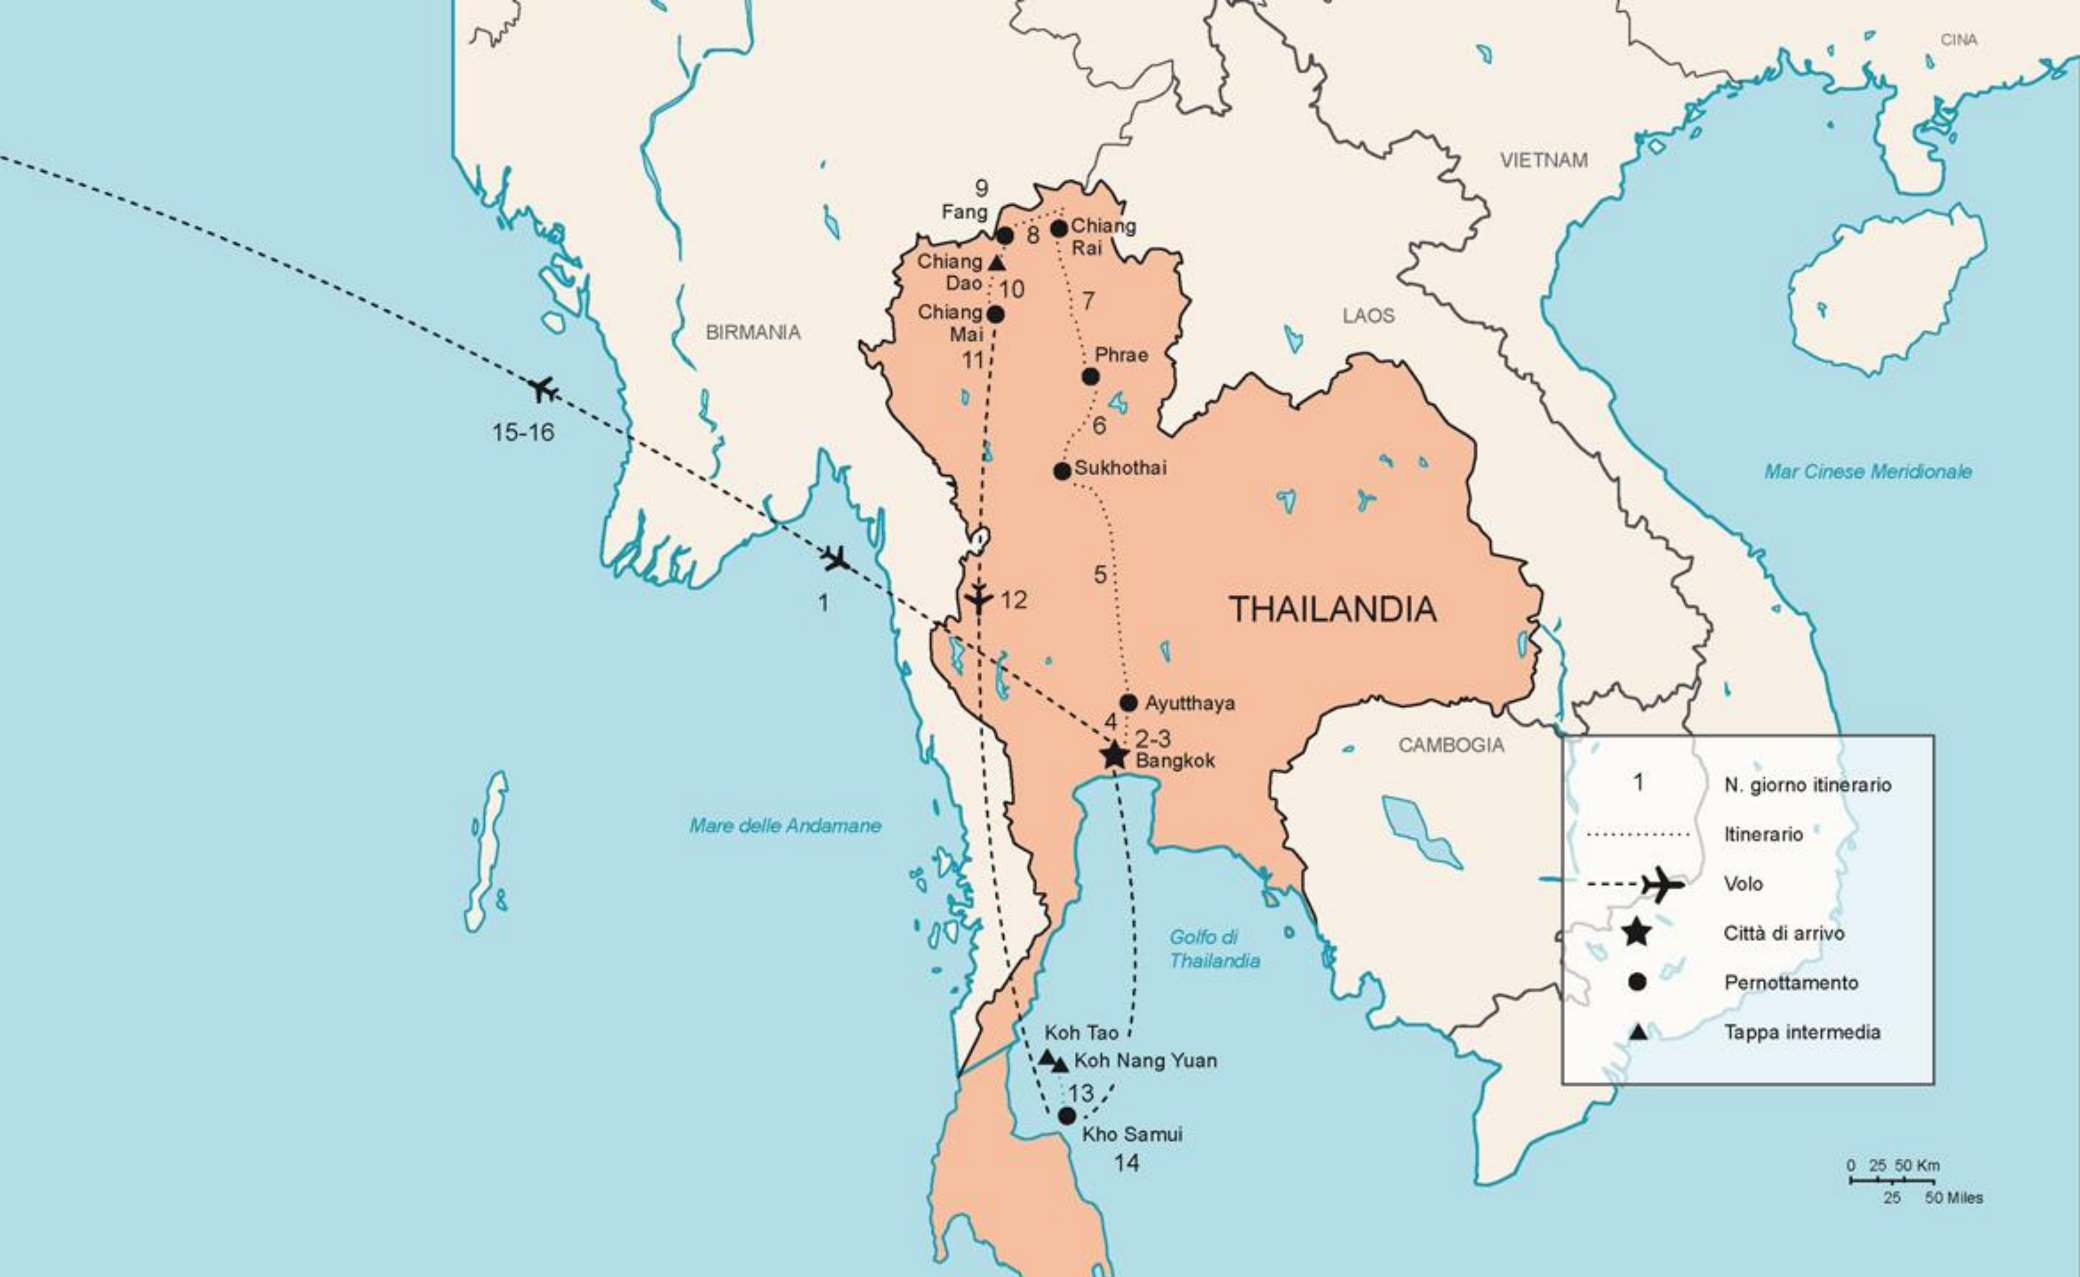 CINA
VIETNAM
9
Fang
8
Chiang
Rai
Chiang
Dao
10
7
Chiang
Mai
11
BIRMANIA
LAOS
Phrae
6
15-16
Sukhothai
Mar Cinese Meridionale
5
1
12
THAILANDIA
Ayutthaya
4
2-3
Bangkok
CAMBOGIA
Mare delle Andamane
Golfo di
Thailandia
Koh Tao
Koh Nang Yuan
13
Kho Samui
14
1 N. giorno itinerario
Itinerario
Volo
Città di arrivo
Pernottamento
Tappa intermedia
0 25 50 Km
25 50 Miles